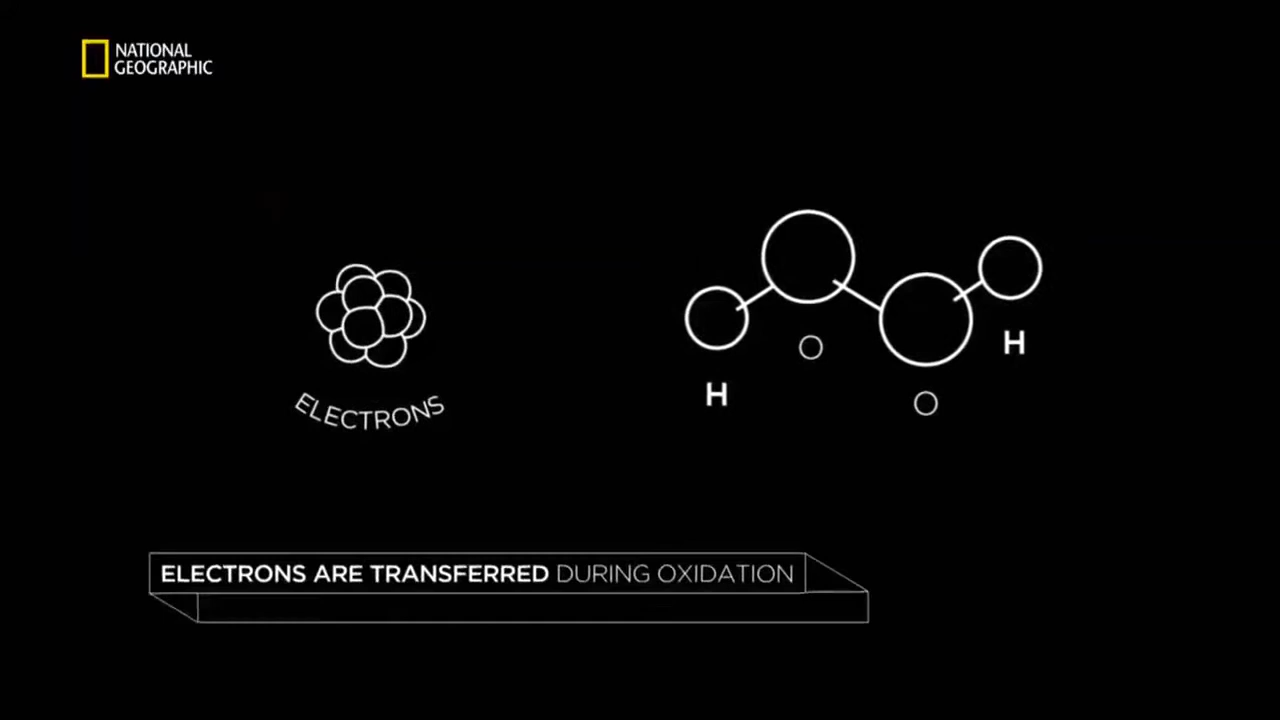 NATIONAL
GEOGRAPHIC
ELECTRONS
H
O
O
H
ELECTRONS ARE TRANSFERRED DURING OXIDATION